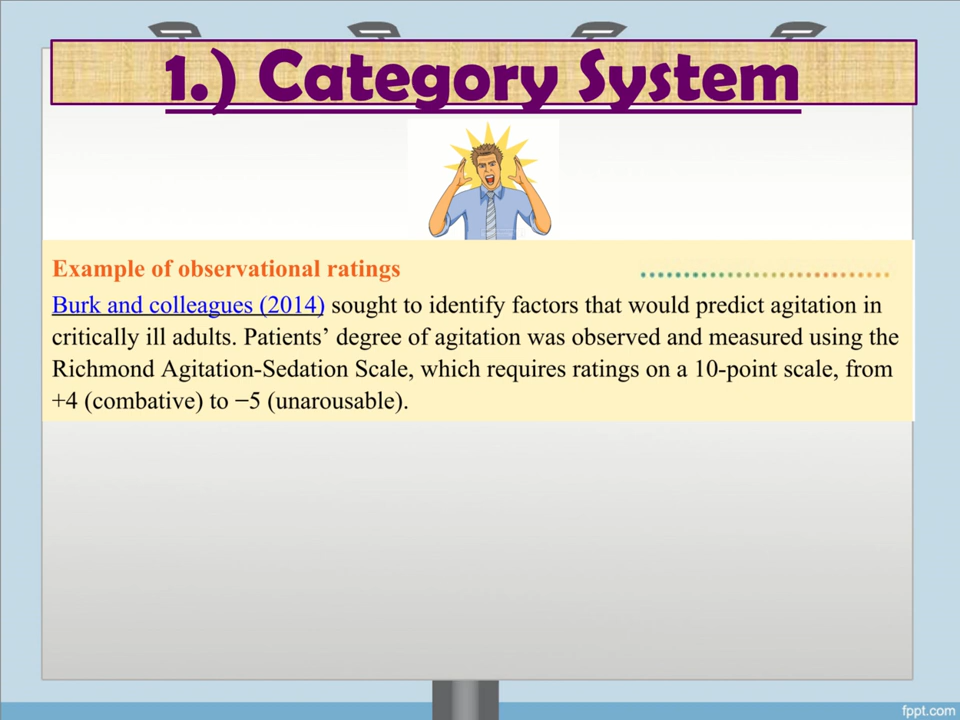 1.) Category System
Example of observational ratings
Burk and colleagues (2014) sought to identify factors that would predict agitation in
critically ill adults. Patients’ degree of agitation was observed and measured using the
Richmond Agitation-Sedation Scale, which requires ratings on a 10-point scale, from
+4 (combative) to −5 (unarousable).
fppt.com